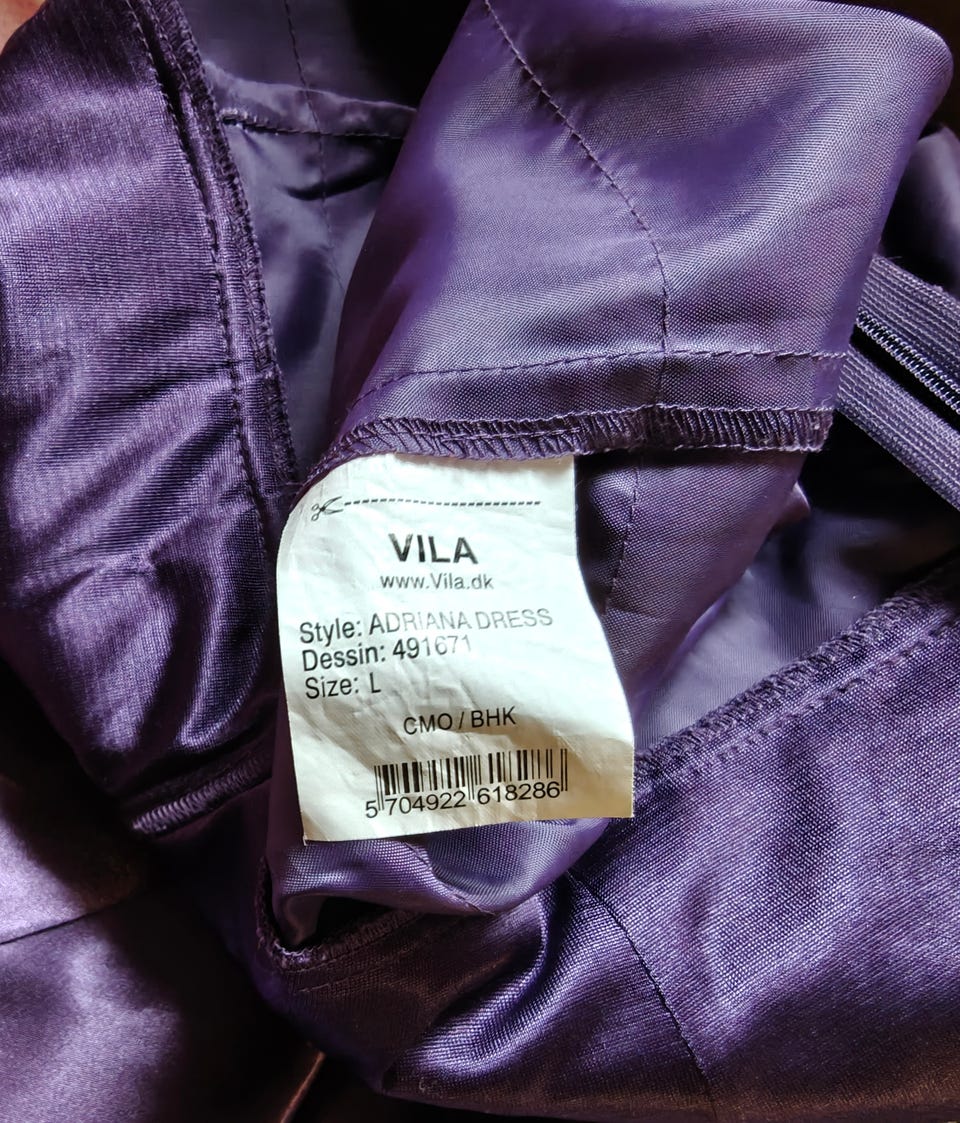 VILA
www.Vila.dk
Style: ADRIANA DRESS
Dessin: 491671
Size: L
CMO / BHK
5 704922 618286